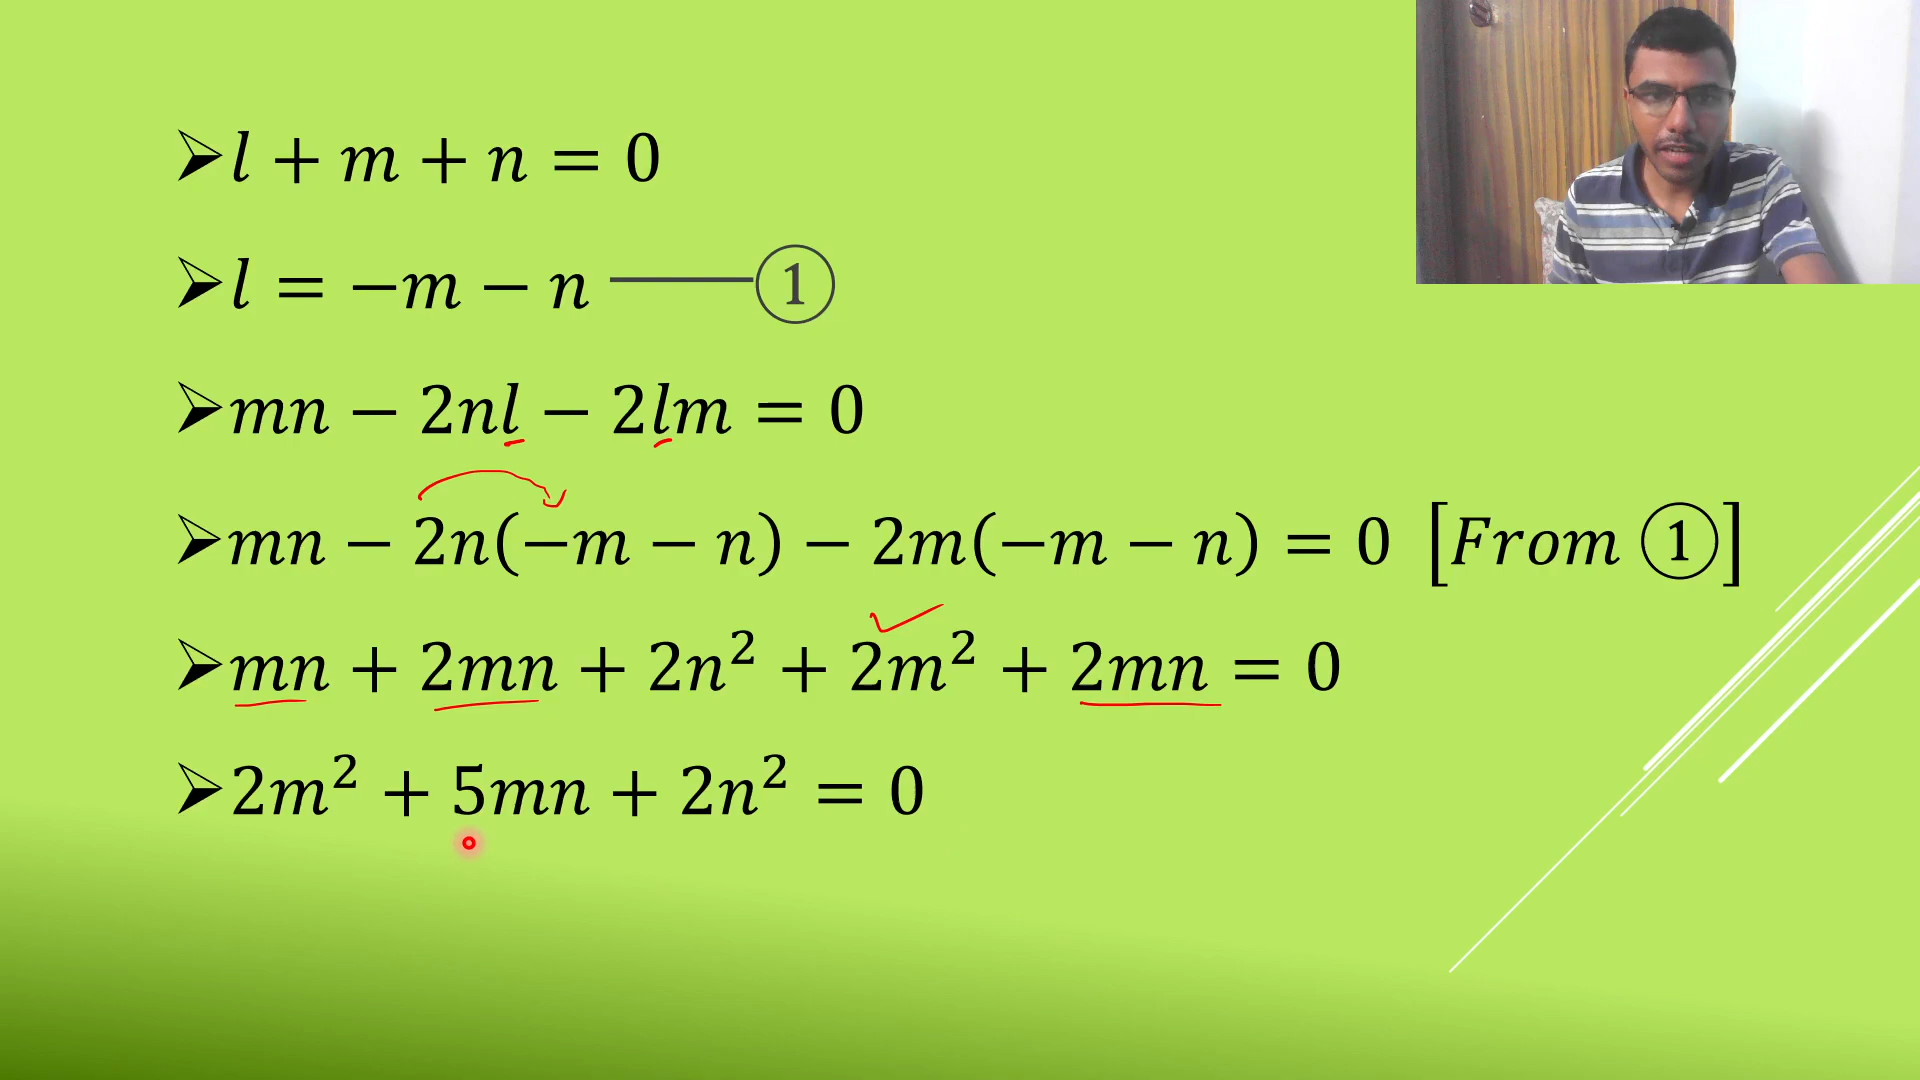 l + m + n = 0
l = −m − n ——— ①
mn − 2nl − 2lm = 0
mn − 2n(−m − n) − 2m(−m − n) = 0 [From ①]
mn + 2mn + 2n² + 2m² + 2mn = 0
2m² + 5mn + 2n² = 0